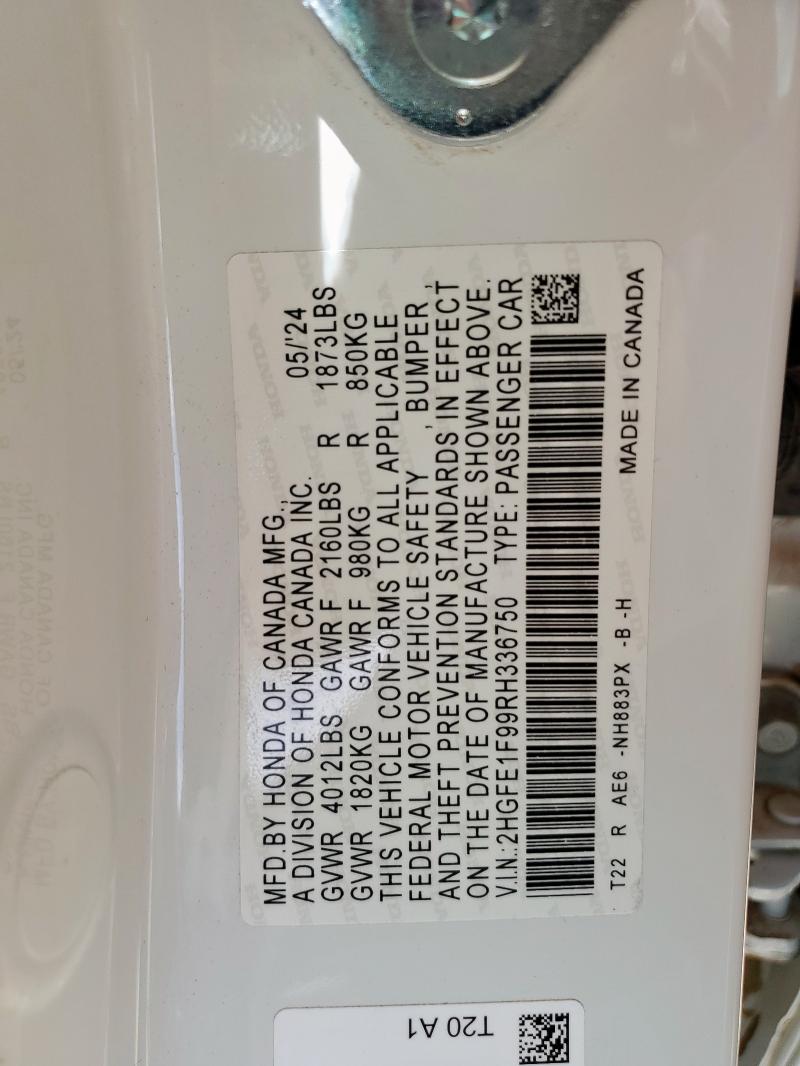 MFD.BY HONDA OF CANADA MFG.,
A DIVISION OF HONDA CANADA INC. 05/'24
GVWR 4012LBS GAWR F 2160LBS R 1873LBS
GVWR 1820KG GAWR F 980KG R 850KG
THIS VEHICLE CONFORMS TO ALL APPLICABLE
FEDERAL MOTOR VEHICLE SAFETY , BUMPER ,
AND THEFT PREVENTION STANDARDS IN EFFECT
ON THE DATE OF MANUFACTURE SHOWN ABOVE.
V.I.N.:2HGFE1F99RH336750 TYPE: PASSENGER CAR
T22 R AE6 -NH883PX -B -H MADE IN CANADA
T20 A1